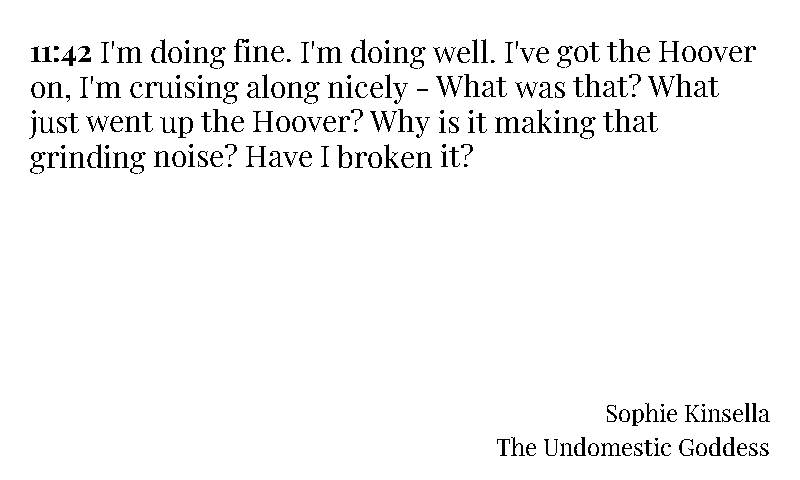 11:42 I'm doing fine. I'm doing well. I've got the Hoover
on, I'm cruising along nicely - What was that? What
just went up the Hoover? Why is it making that
grinding noise? Have I broken it?
Sophie Kinsella
The Undomestic Goddess